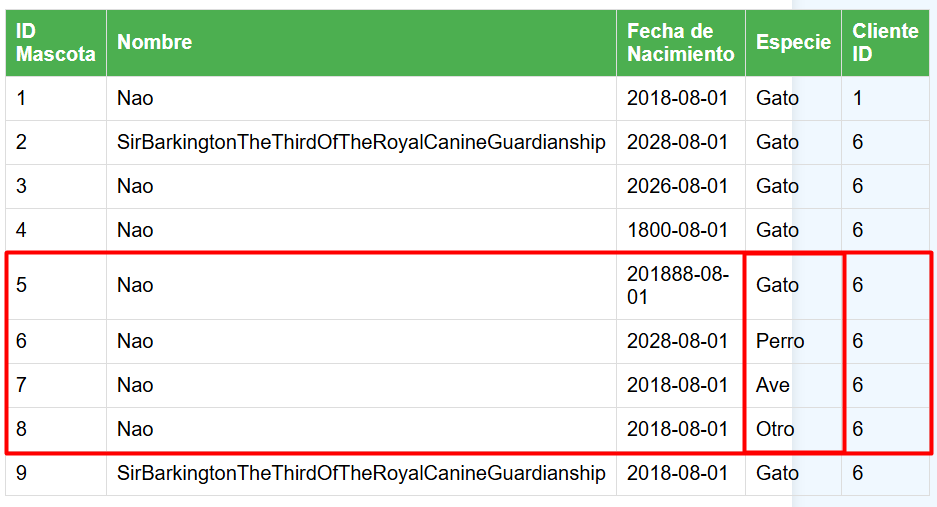 ID Mascota Nombre Fecha de Nacimiento Especie Cliente ID
1 Nao 2018-08-01 Gato 1
2 SirBarkingtonTheThirdOfTheRoyalCanineGuardianship 2028-08-01 Gato 6
3 Nao 2026-08-01 Gato 6
4 Nao 1800-08-01 Gato 6
5 Nao 201888-08-01 Gato 6
6 Nao 2028-08-01 Perro 6
7 Nao 2018-08-01 Ave 6
8 Nao 2018-08-01 Otro 6
9 SirBarkingtonTheThirdOfTheRoyalCanineGuardianship 2018-08-01 Gato 6